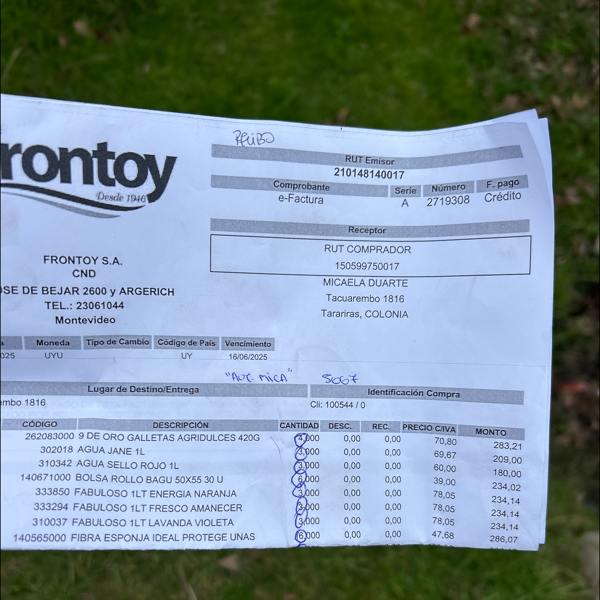 rontoy
Desde 1946
Recibo
RUT Emisor
210148140017
Comprobante Serie Número F. pago
e-Factura A 2719308 Crédito
Receptor
RUT COMPRADOR
150599750017
MICAELA DUARTE
Tacuarembo 1816
Tarariras, COLONIA
FRONTOY S.A.
CND
OSE DE BEJAR 2600 y ARGERICH
TEL.: 23061044
Montevideo
a Moneda Tipo de Cambio Código de País Vencimiento
025 UYU UY 16/06/2025
"AUT. MICA" 5667
Lugar de Destino/Entrega Identificación Compra
embo 1816 Cli: 100544 / 0
CÓDIGO DESCRIPCIÓN CANTIDAD DESC. REC. PRECIO C/IVA MONTO
262083000 9 DE ORO GALLETAS AGRIDULCES 420G 4,000 0,00 0,00 70,80 283,21
302018 AGUA JANE 1L 3,000 0,00 0,00 69,67 209,00
310342 AGUA SELLO ROJO 1L 3,000 0,00 0,00 60,00 180,00
140671000 BOLSA ROLLO BAGU 50X55 30 U 6,000 0,00 0,00 39,00 234,02
333850 FABULOSO 1LT ENERGIA NARANJA 3,000 0,00 0,00 78,05 234,14
333294 FABULOSO 1LT FRESCO AMANECER 3,000 0,00 0,00 78,05 234,14
310037 FABULOSO 1LT LAVANDA VIOLETA 3,000 0,00 0,00 78,05 234,14
140565000 FIBRA ESPONJA IDEAL PROTEGE UNAS 6,000 0,00 0,00 47,68 286,07